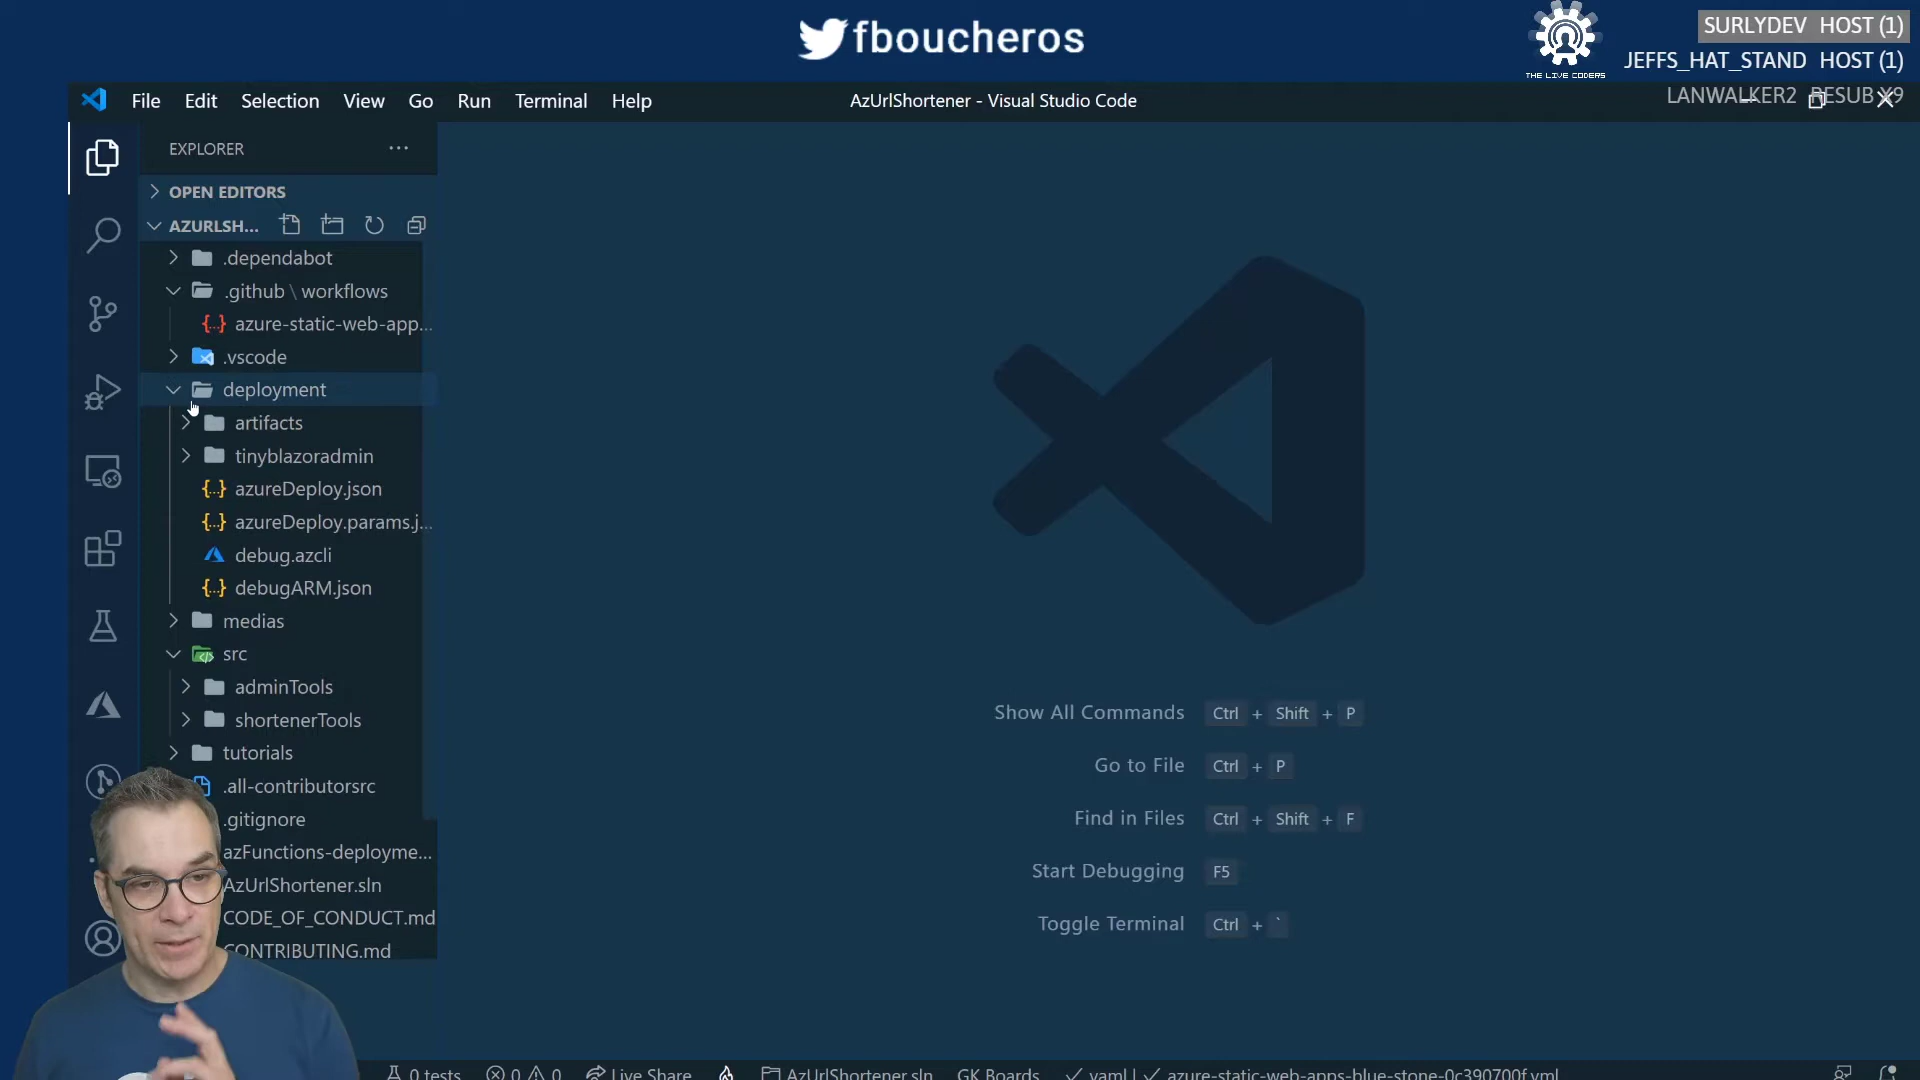 fboucheros
THE LIVE CODERS
SURLYDEV HOST (1)
JEFFS_HAT_STAND HOST (1)
LANWALKER2 RESUB X9
File Edit Selection View Go Run Terminal Help
AzUrlShortener - Visual Studio Code
EXPLORER
OPEN EDITORS
AZURLSH...
.dependabot
.github \ workflows
azure-static-web-app...
.vscode
deployment
artifacts
tinyblazoradmin
azureDeploy.json
azureDeploy.params.j...
debug.azcli
debugARM.json
medias
src
adminTools
shortenerTools
tutorials
.all-contributorsrc
.gitignore
azFunctions-deployme...
AzUrlShortener.sln
CODE_OF_CONDUCT.md
CONTRIBUTING.md
Show All Commands Ctrl + Shift + P
Go to File Ctrl + P
Find in Files Ctrl + Shift + F
Start Debugging F5
Toggle Terminal Ctrl + `
0 tests 0 0 Live Share AzUrlShortener.sln GK Boards yaml | azure-static-web-apps-blue-stone-0c390700f.yml